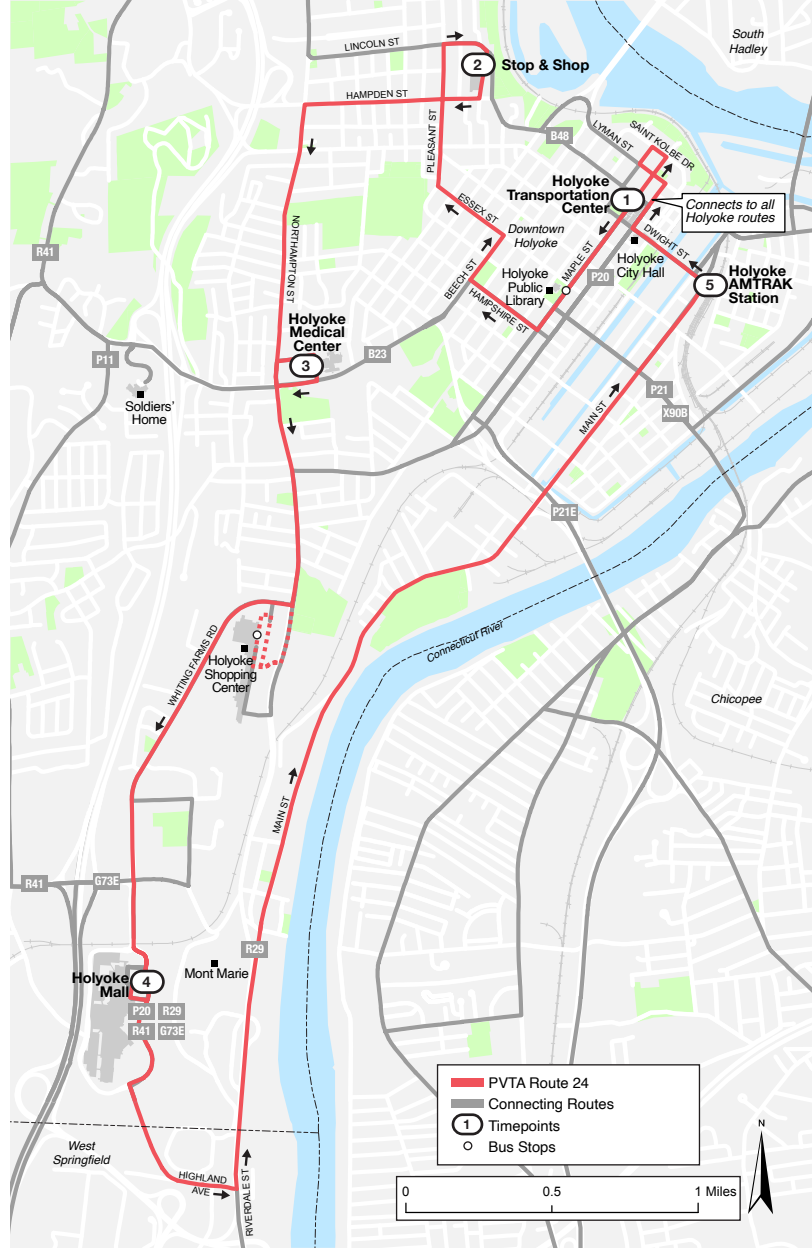 South
Hadley
LINCOLN ST
2
Stop & Shop
HAMPDEN ST
PLEASANT ST
B48
LYMAN ST
SAINT KOLBE DR
Holyoke
Transportation
Center
1
Connects to all
Holyoke routes
ESSEX ST
Downtown
Holyoke
MAPLE ST
DWIGHT ST
Holyoke
City Hall
R41
NORTHAMPTON ST
BEECH ST
Holyoke
Public
Library
P20
5
Holyoke
AMTRAK
Station
HAMPSHIRE ST
Holyoke
Medical
Center
3
B23
P11
Soldiers'
Home
P21
X90B
MAIN ST
P21E
Connecticut River
WHITING FARMS RD
Holyoke
Shopping
Center
Chicopee
MAIN ST
R41
G73E
R29
Mont Marie
Holyoke
Mall
4
P20
R29
R41
G73E
West
Springfield
HIGHLAND
AVE
RIVERDALE ST
PVTA Route 24
Connecting Routes
1
Timepoints
Bus Stops
N
0
0.5
1 Miles